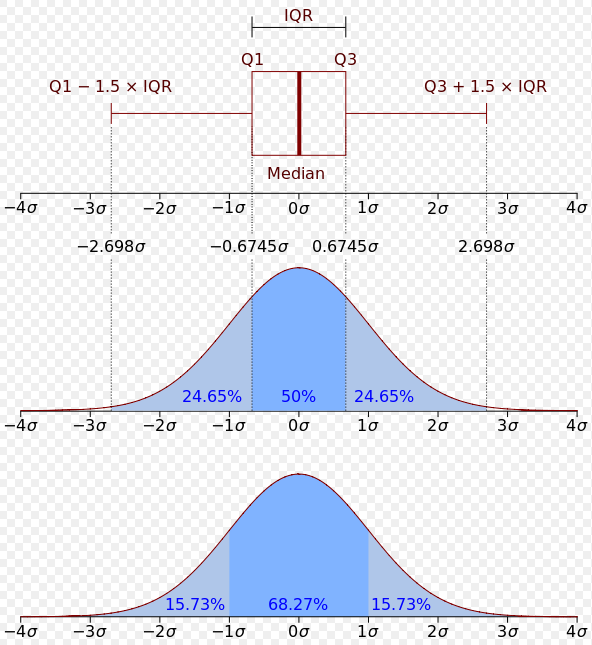 IQR
Q1 Q3
Q1 − 1.5 × IQR Q3 + 1.5 × IQR
Median
−4σ −3σ −2σ −1σ 0σ 1σ 2σ 3σ 4σ
−2.698σ −0.6745σ 0.6745σ 2.698σ
24.65% 50% 24.65%
−4σ −3σ −2σ −1σ 0σ 1σ 2σ 3σ 4σ
15.73% 68.27% 15.73%
−4σ −3σ −2σ −1σ 0σ 1σ 2σ 3σ 4σ